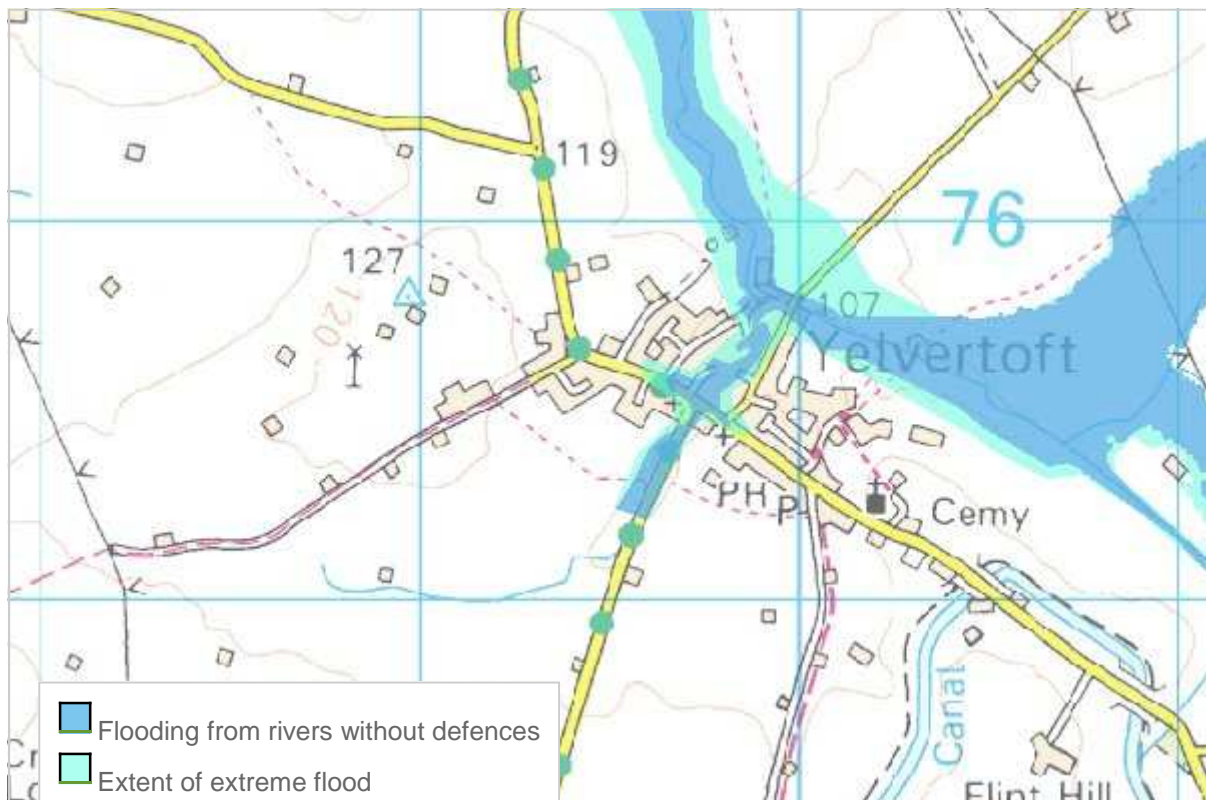 119
76
127
120
107
Yelvertoft
PH
P
Cemy
Canal
Flint Hill
Flooding from rivers without defences
Extent of extreme flood